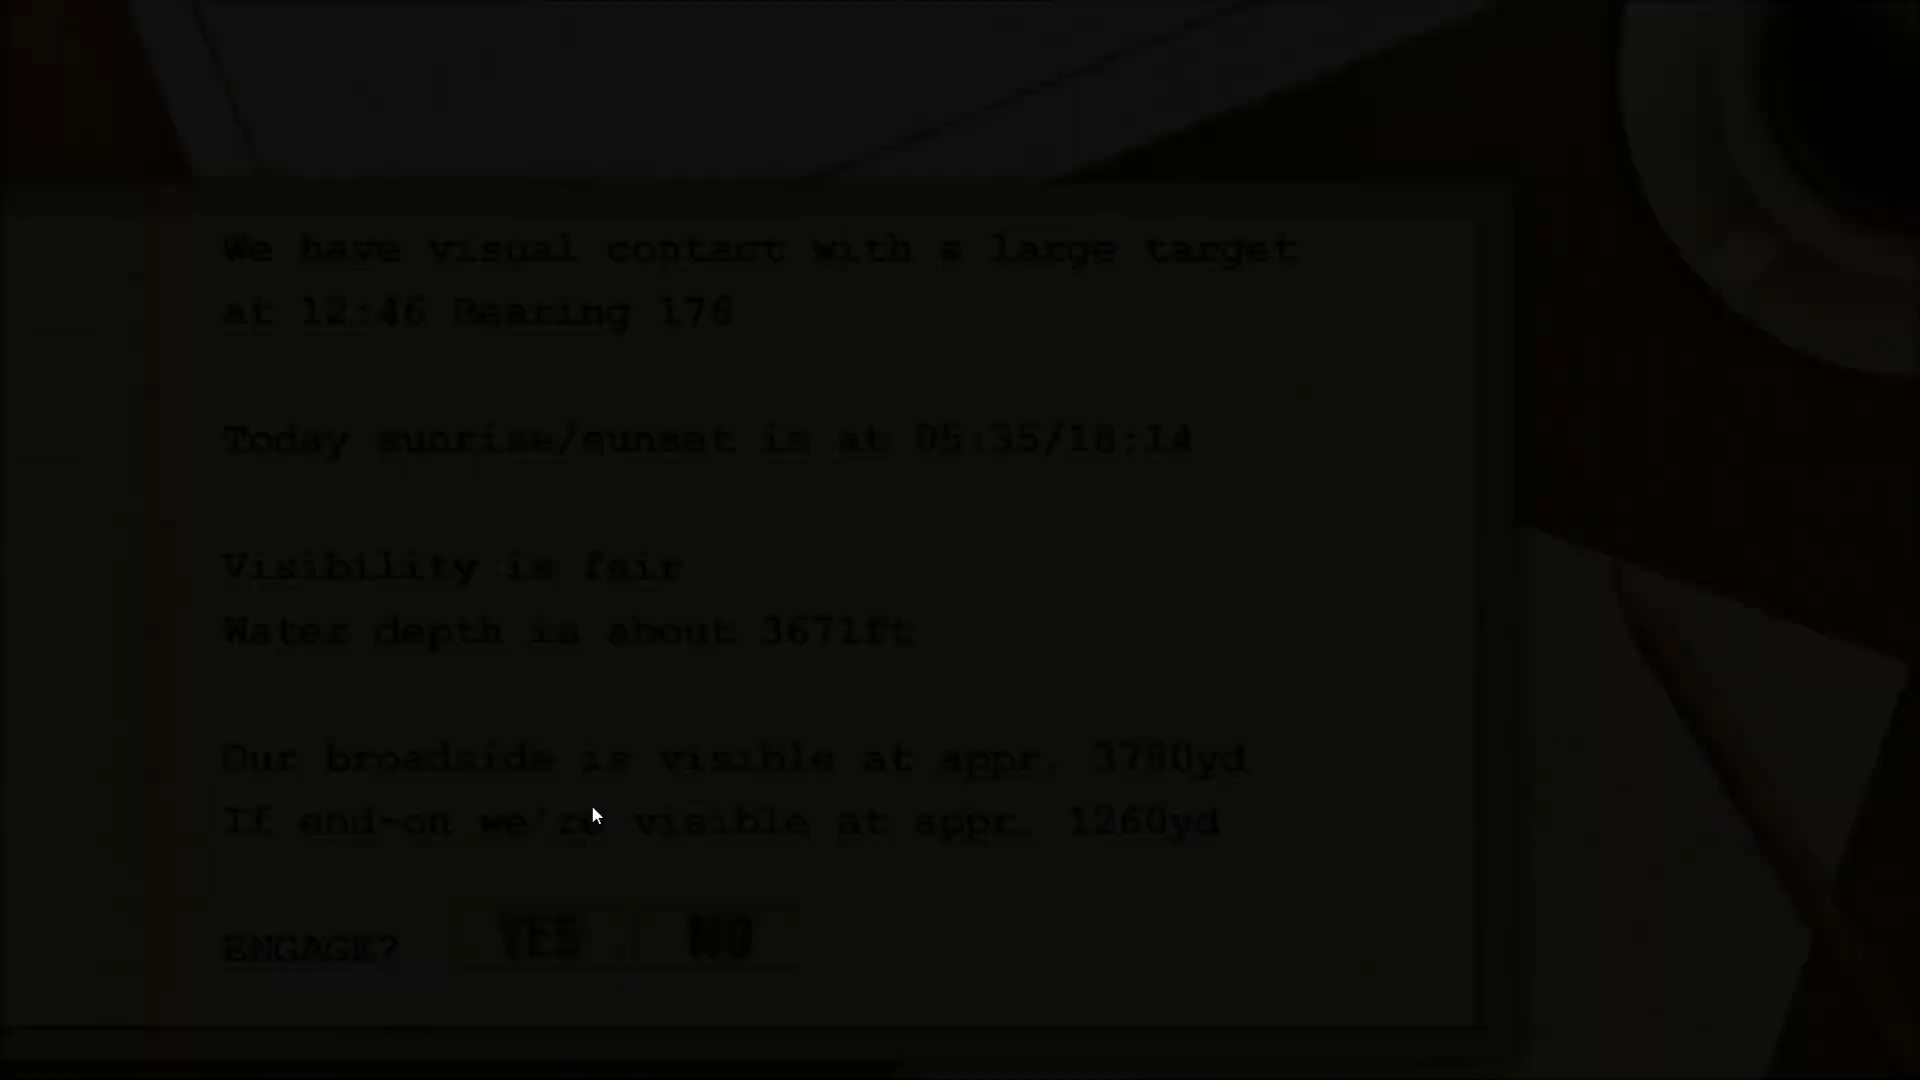 We have visual contact with a large target
at 12:46 Bearing 176
Today sunrise/sunset is at 05:35/18:14
Visibility is fair
Water depth is about 3671ft
Our broadside is visible at appr. 3780yd
If end-on we're visible at appr. 1260yd
ENGAGE? YES NO